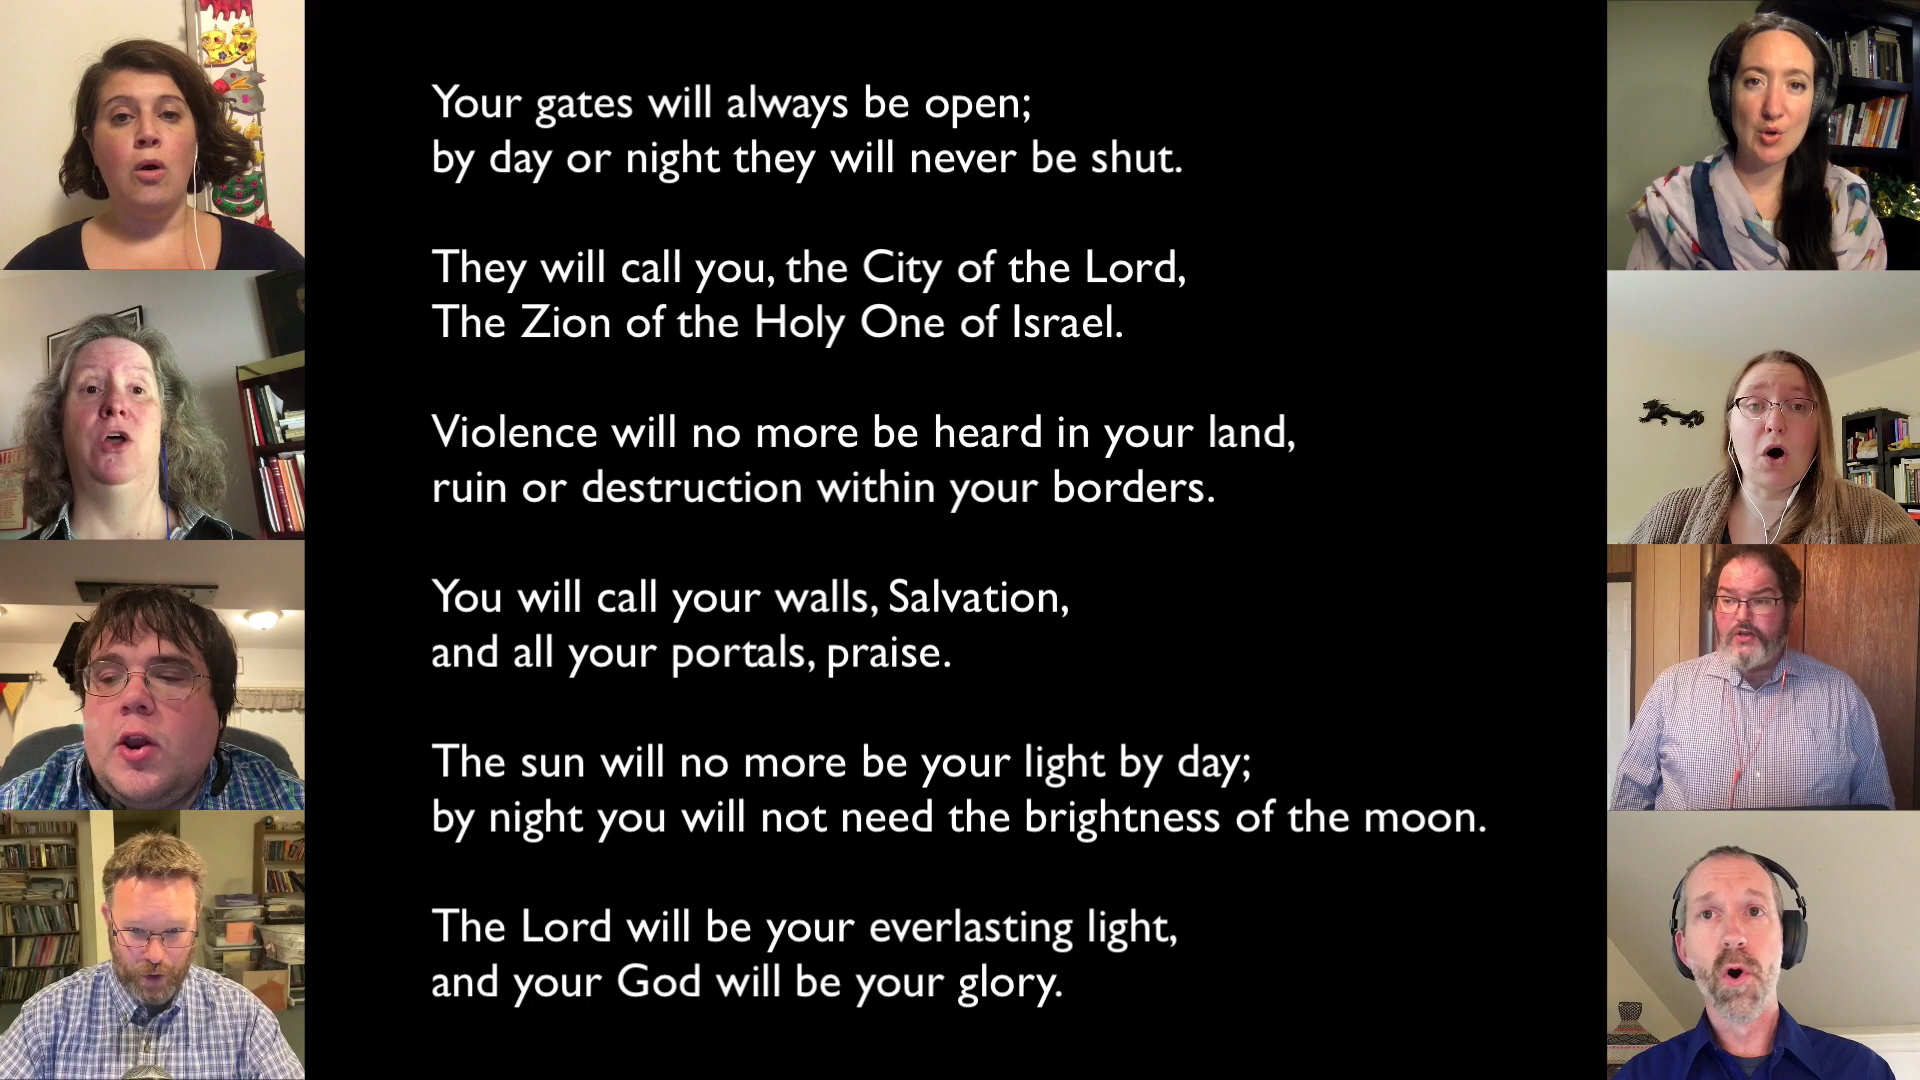 Your gates will always be open;
by day or night they will never be shut.
They will call you, the City of the Lord,
The Zion of the Holy One of Israel.
Violence will no more be heard in your land,
ruin or destruction within your borders.
You will call your walls, Salvation,
and all your portals, praise.
The sun will no more be your light by day;
by night you will not need the brightness of the moon.
The Lord will be your everlasting light,
and your God will be your glory.